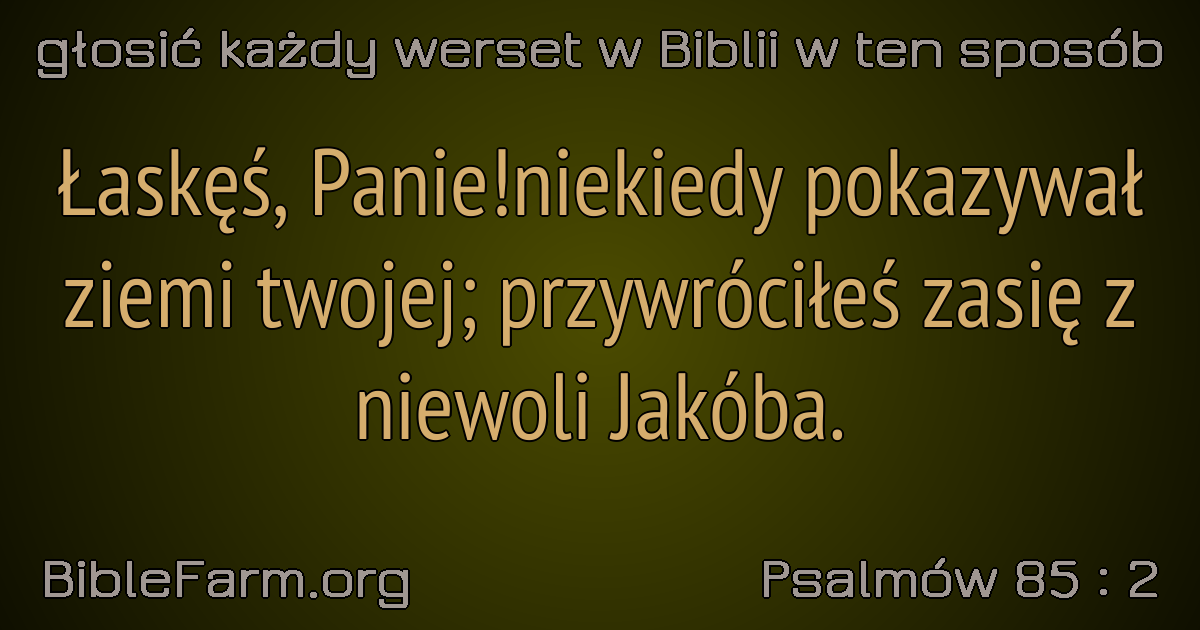 głosić każdy werset w Biblii w ten sposób
Łaskęś, Panie!niekiedy pokazywał
ziemi twojej; przywróciłeś zasię z
niewoli Jakóba.
BibleFarm.org
Psalmów 85 : 2